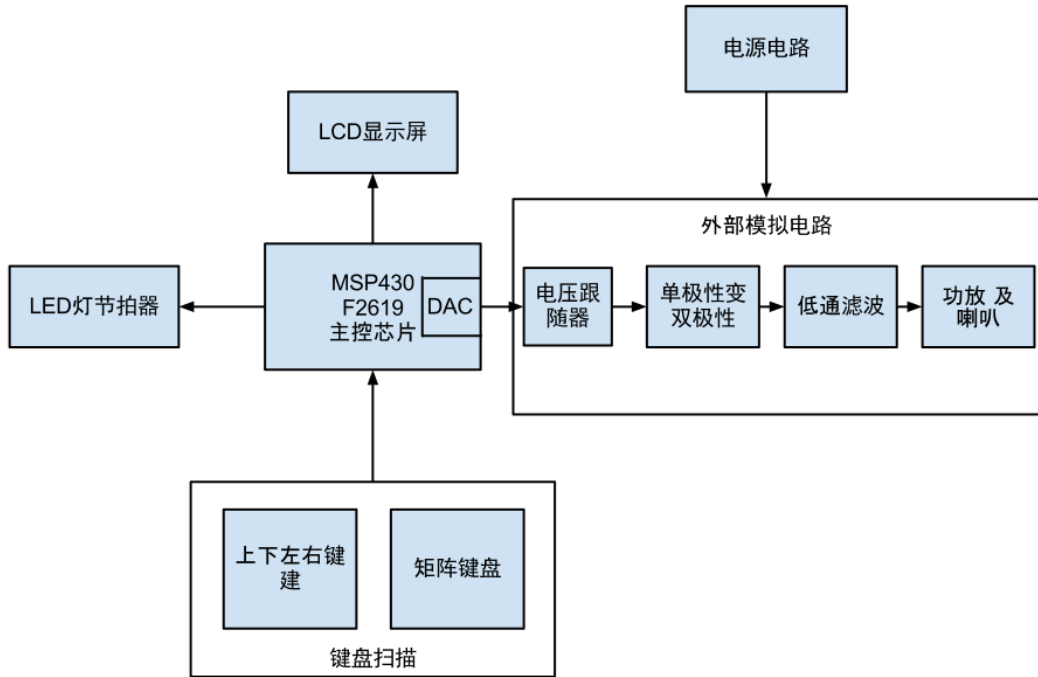 电源电路
LCD显示屏
外部模拟电路
LED灯节拍器
MSP430
F2619
主控芯片
DAC
电压跟
随器
单极性变
双极性
低通滤波
功放 及
喇叭
上下左右键
建
矩阵键盘
键盘扫描